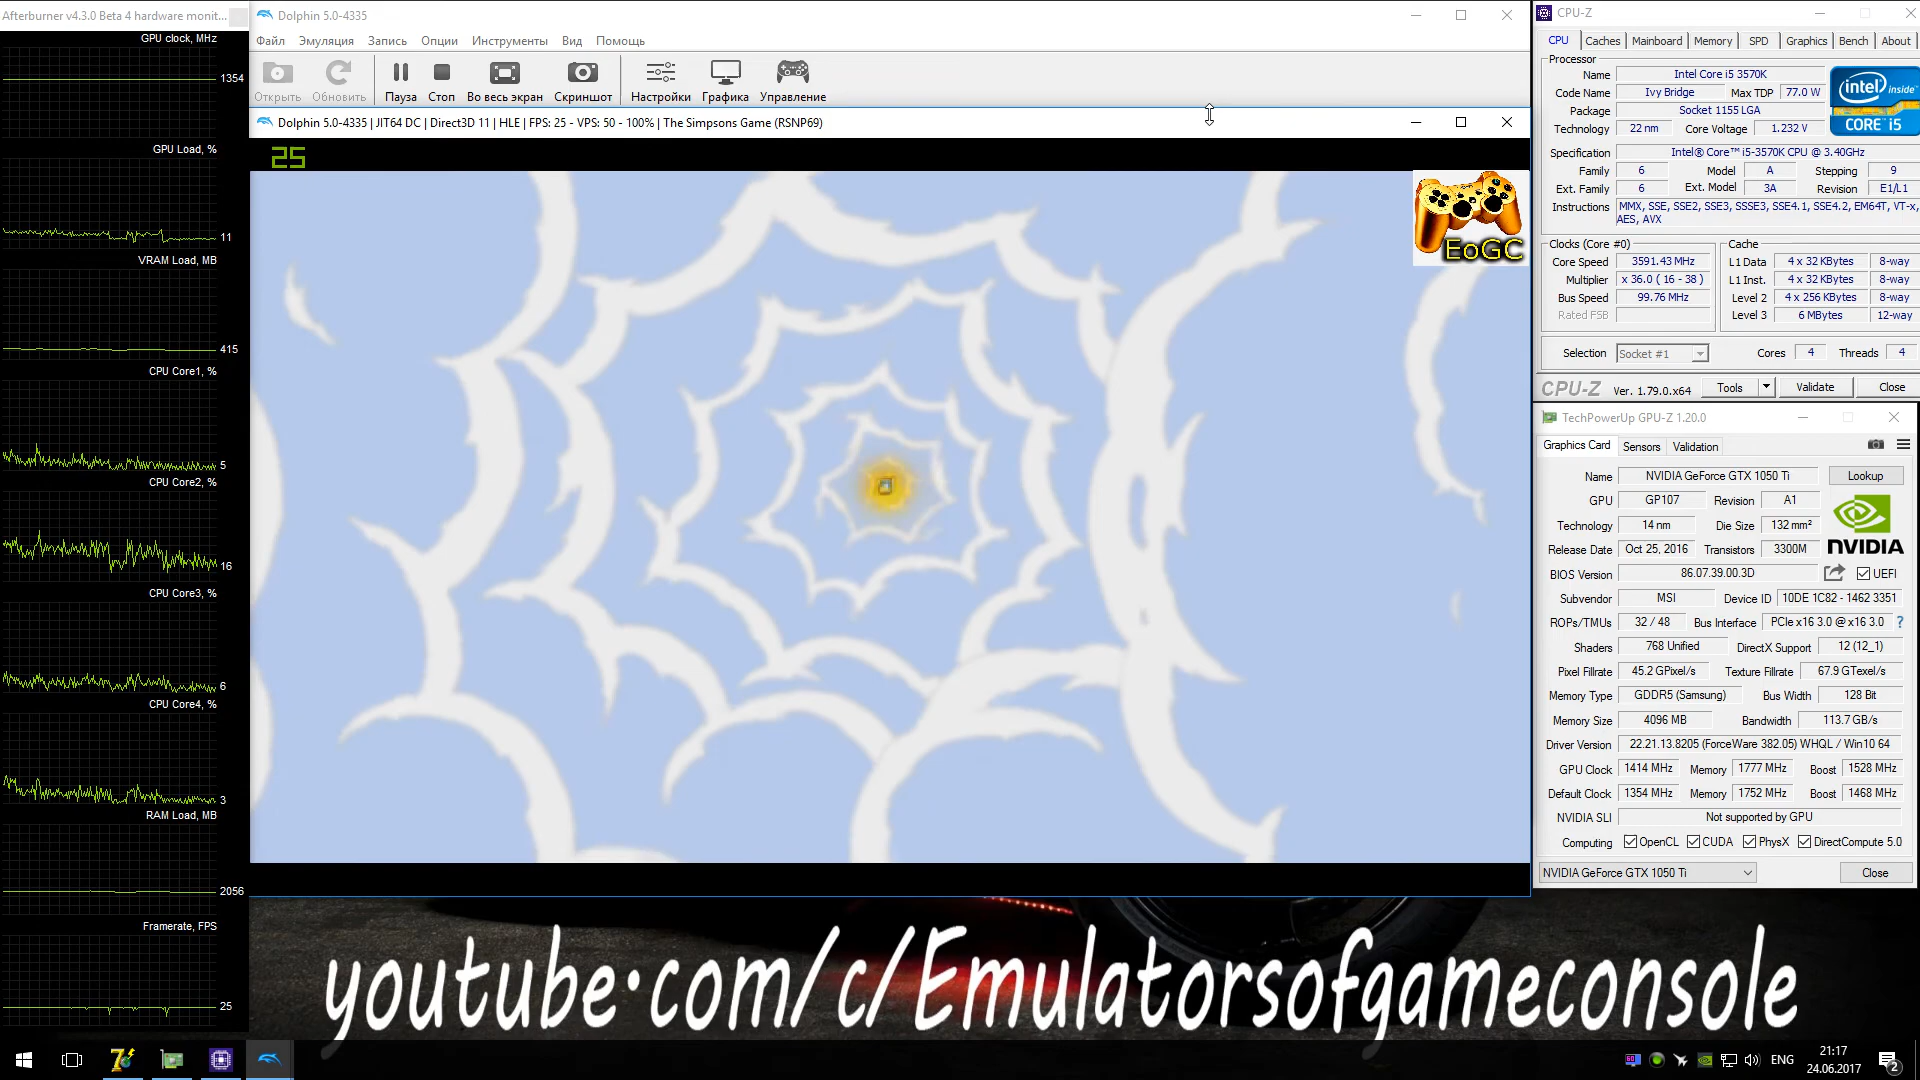 Afterburner v4.3.0 Beta 4 hardware monit...
GPU clock, MHz
1354
GPU Load, %
11
VRAM Load, MB
415
CPU Core1, %
5
CPU Core2, %
16
CPU Core3, %
6
CPU Core4, %
3
RAM Load, MB
2056
Framerate, FPS
25
Dolphin 5.0-4335
Файл Эмуляция Запись Опции Инструменты Вид Помощь
Открыть Обновить Пауза Стоп Во весь экран Скриншот Настройки Графика Управление
Dolphin 5.0-4335 | JIT64 DC | Direct3D 11 | HLE | FPS: 25 - VPS: 50 - 100% | The Simpsons Game (RSNP69)
25
EoGC
CPU-Z
CPU Caches Mainboard Memory SPD Graphics Bench About
Processor
Name Intel Core i5 3570K
Code Name Ivy Bridge Max TDP 77.0 W
Package Socket 1155 LGA
Technology 22 nm Core Voltage 1.232 V
intel inside
CORE i5
Specification Intel® Core™ i5-3570K CPU @ 3.40GHz
Family 6 Model A Stepping 9
Ext. Family 6 Ext. Model 3A Revision E1/L1
Instructions MMX, SSE, SSE2, SSE3, SSSE3, SSE4.1, SSE4.2, EM64T, VT-x,
AES, AVX
Clocks (Core #0) Cache
Core Speed 3591.43 MHz L1 Data 4 x 32 KBytes 8-way
Multiplier x 36.0 ( 16 - 38 ) L1 Inst. 4 x 32 KBytes 8-way
Bus Speed 99.76 MHz Level 2 4 x 256 KBytes 8-way
Rated FSB Level 3 6 MBytes 12-way
Selection Socket #1 Cores 4 Threads 4
CPU-Z Ver. 1.79.0.x64 Tools Validate Close
TechPowerUp GPU-Z 1.20.0
Graphics Card Sensors Validation
Name NVIDIA GeForce GTX 1050 Ti Lookup
GPU GP107 Revision A1
Technology 14 nm Die Size 132 mm²
Release Date Oct 25, 2016 Transistors 3300M
NVIDIA
BIOS Version 86.07.39.00.3D UEFI
Subvendor MSI Device ID 10DE 1C82 - 1462 3351
ROPs/TMUs 32 / 48 Bus Interface PCIe x16 3.0 @ x16 3.0 ?
Shaders 768 Unified DirectX Support 12 (12_1)
Pixel Fillrate 45.2 GPixel/s Texture Fillrate 67.9 GTexel/s
Memory Type GDDR5 (Samsung) Bus Width 128 Bit
Memory Size 4096 MB Bandwidth 113.7 GB/s
Driver Version 22.21.13.8205 (ForceWare 382.05) WHQL / Win10 64
GPU Clock 1414 MHz Memory 1777 MHz Boost 1528 MHz
Default Clock 1354 MHz Memory 1752 MHz Boost 1468 MHz
NVIDIA SLI Not supported by GPU
Computing OpenCL CUDA PhysX DirectCompute 5.0
NVIDIA GeForce GTX 1050 Ti Close
youtube.com/c/Emulatorsofgameconsole
60
ENG
21:17
24.06.2017
2